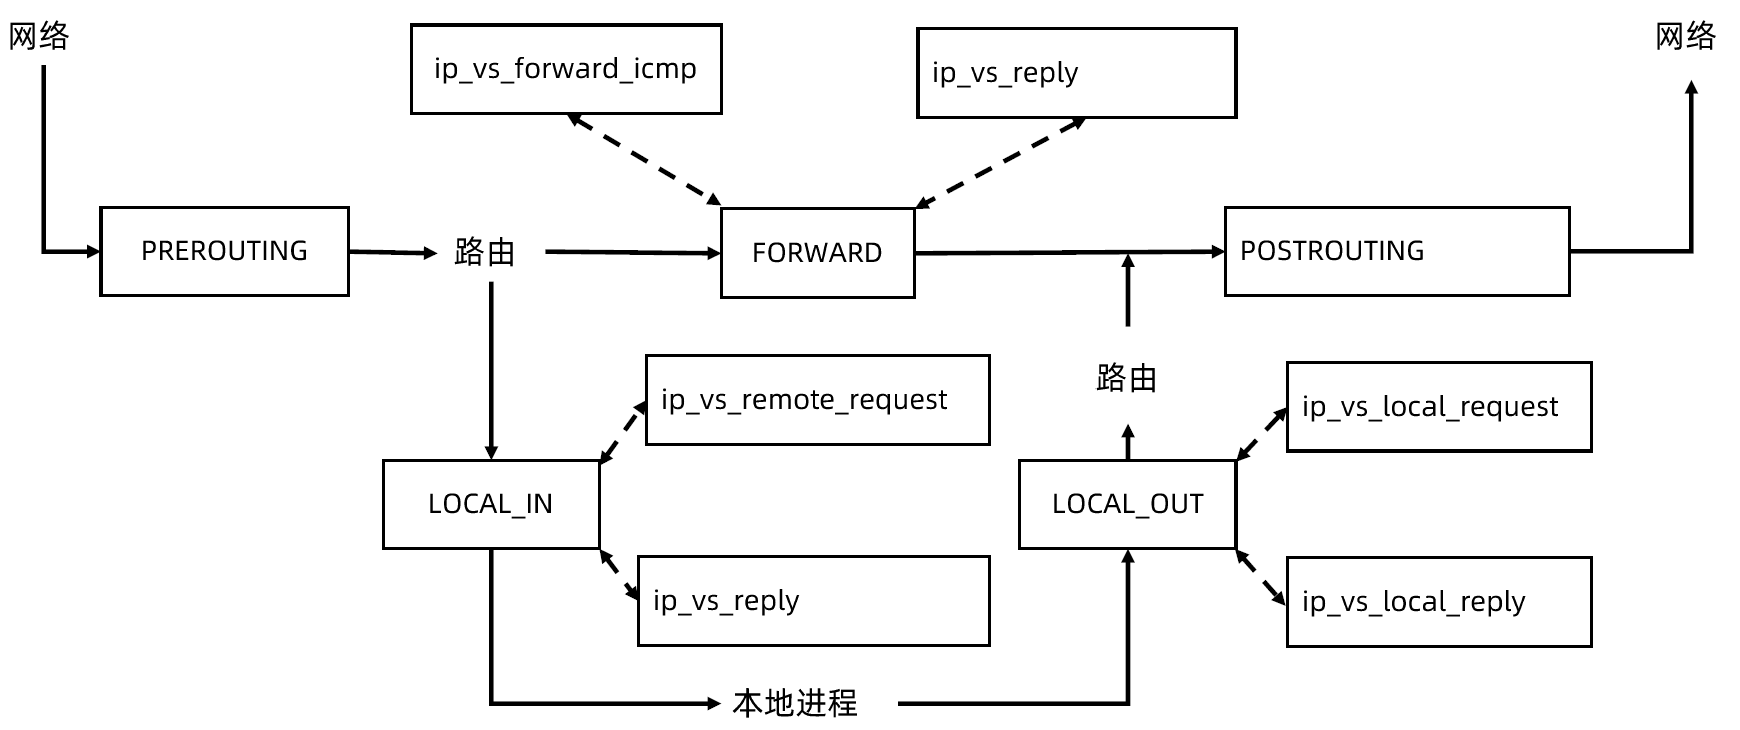 网络
ip_vs_forward_icmp
ip_vs_reply
网络
PREROUTING
路由
FORWARD
POSTROUTING
ip_vs_remote_request
路由
ip_vs_local_request
LOCAL_IN
LOCAL_OUT
ip_vs_reply
ip_vs_local_reply
本地进程